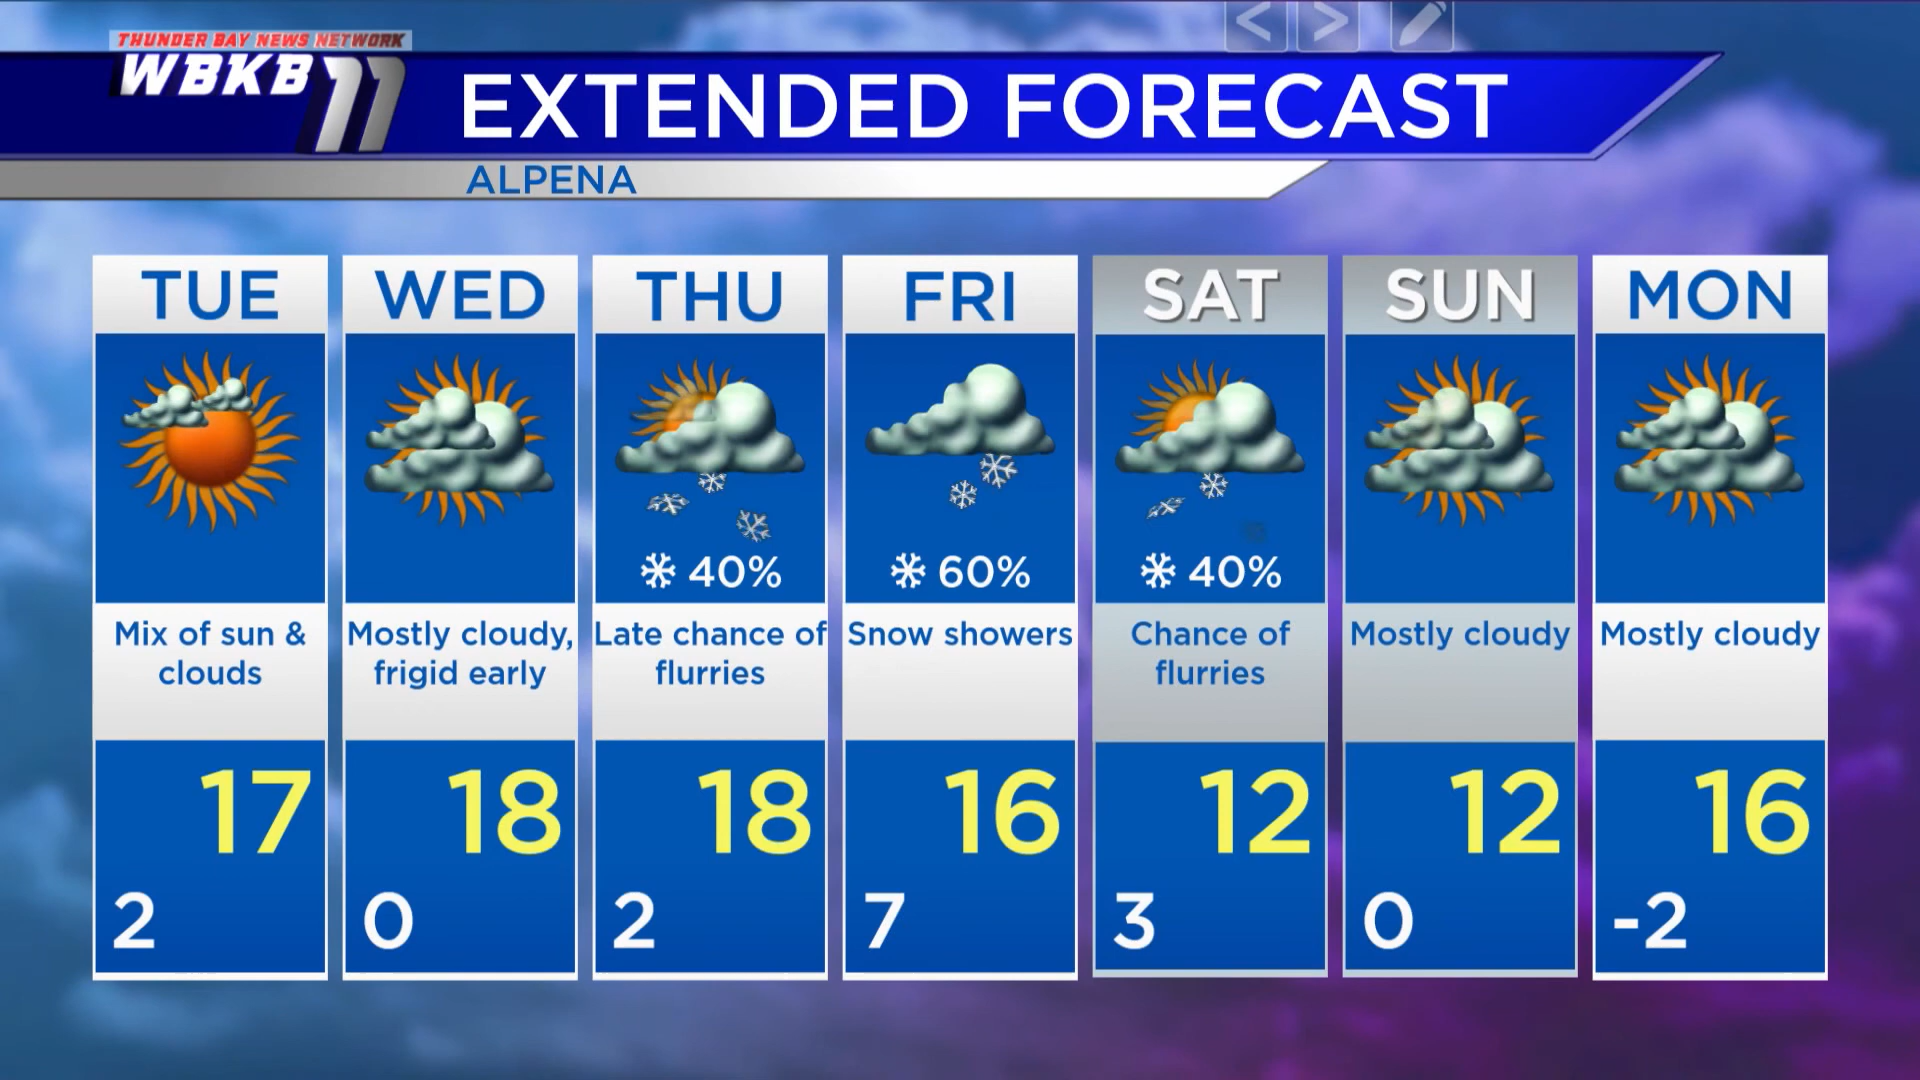 THUNDER BAY NEWS NETWORK
WBKB 11
EXTENDED FORECAST
ALPENA
TUE
Mix of sun &
clouds
17
2
WED
Mostly cloudy,
frigid early
18
0
THU
40%
Late chance of
flurries
18
2
FRI
60%
Snow showers
16
7
SAT
40%
Chance of
flurries
12
3
SUN
Mostly cloudy
12
0
MON
Mostly cloudy
16
-2